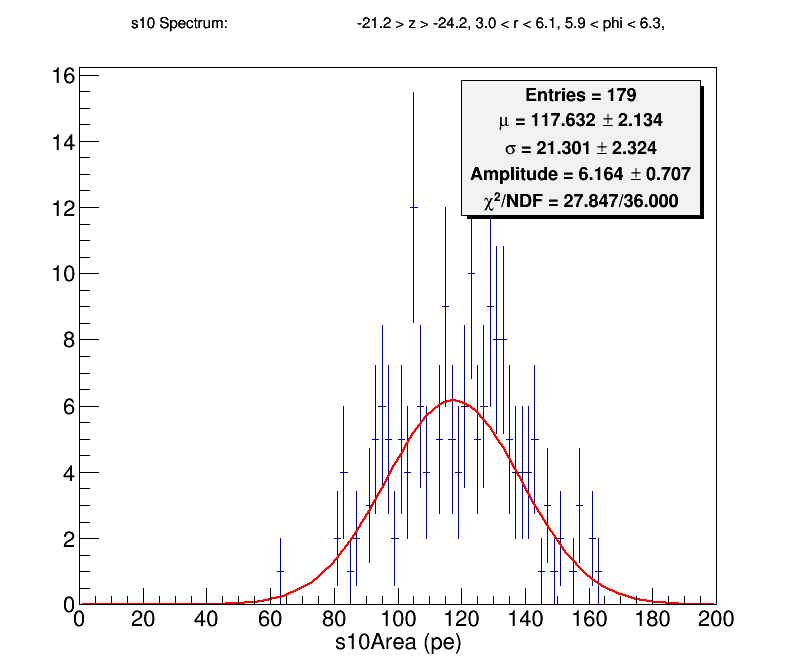 s10 Spectrum: -21.2 > z > -24.2, 3.0 < r < 6.1, 5.9 < phi < 6.3,
Entries = 179
μ = 117.632 ± 2.134
σ = 21.301 ± 2.324
Amplitude = 6.164 ± 0.707
χ²/NDF = 27.847/36.000
16
14
12
10
8
6
4
2
0
0 20 40 60 80 100 120 140 160 180 200
s10Area (pe)